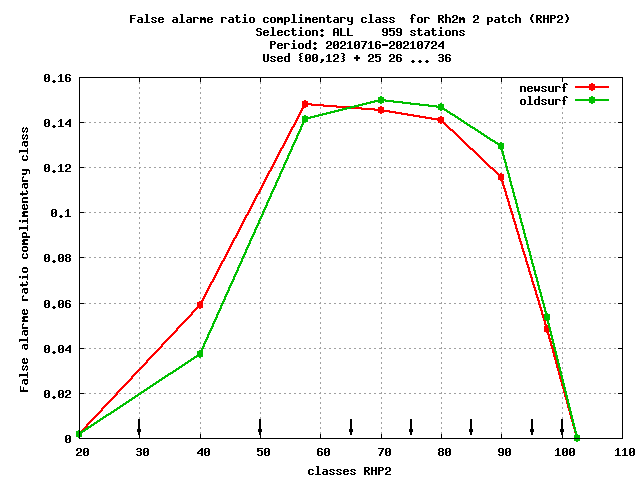 False alarme ratio complimentary class  for Rh2m 2 patch (RHP2)
Selection: ALL    959 stations
Period: 20210716-20210724
Used {00,12} + 25 26 ... 36
newsurf
oldsurf
False alarme ratio complimentary class
0.16
0.14
0.12
0.1
0.08
0.06
0.04
0.02
0
20 30 40 50 60 70 80 90 100 110
classes RHP2